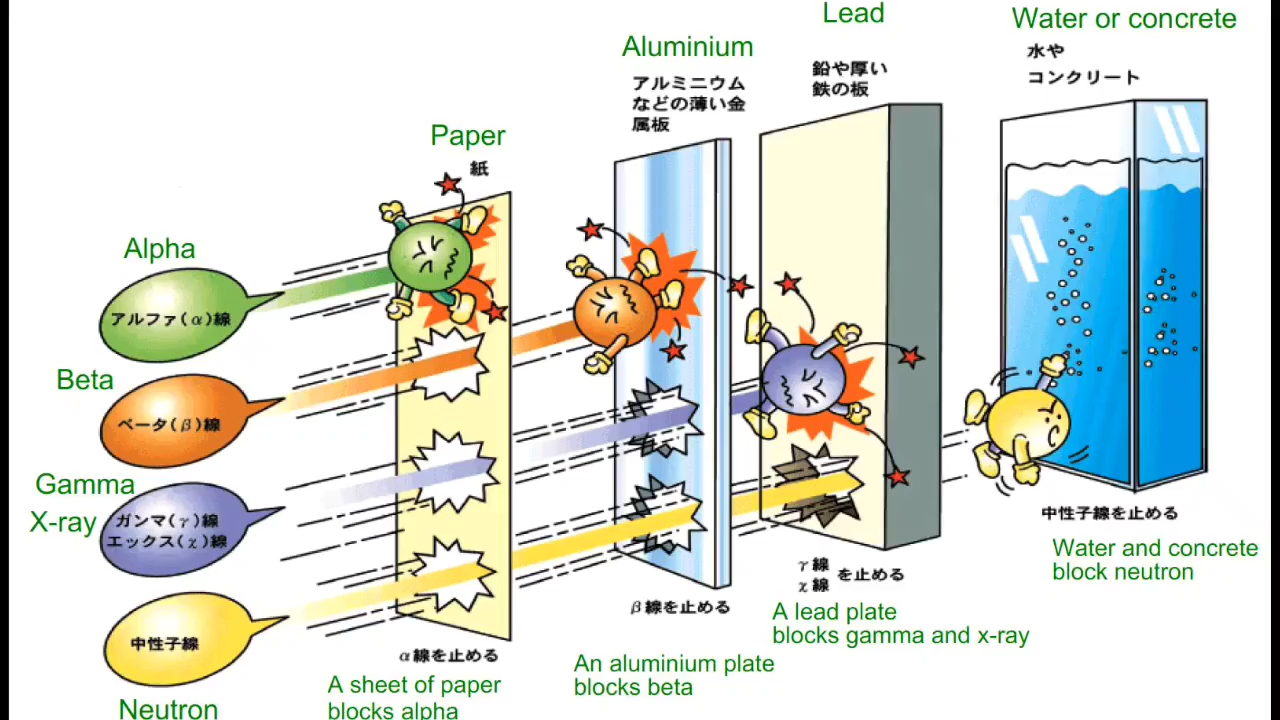 Lead
Water or concrete
Aluminium
水や
コンクリート
鉛や厚い
鉄の板
アルミニウム
などの薄い金
属板
Paper
紙
Alpha
アルファ(α)線
Beta
ベータ(β)線
Gamma
X-ray
ガンマ(γ)線
エックス(χ)線
中性子線
Neutron
α線を止める
A sheet of paper
blocks alpha
β線を止める
An aluminium plate
blocks beta
γ線
χ線
を止める
A lead plate
blocks gamma and x-ray
中性子線を止める
Water and concrete
block neutron